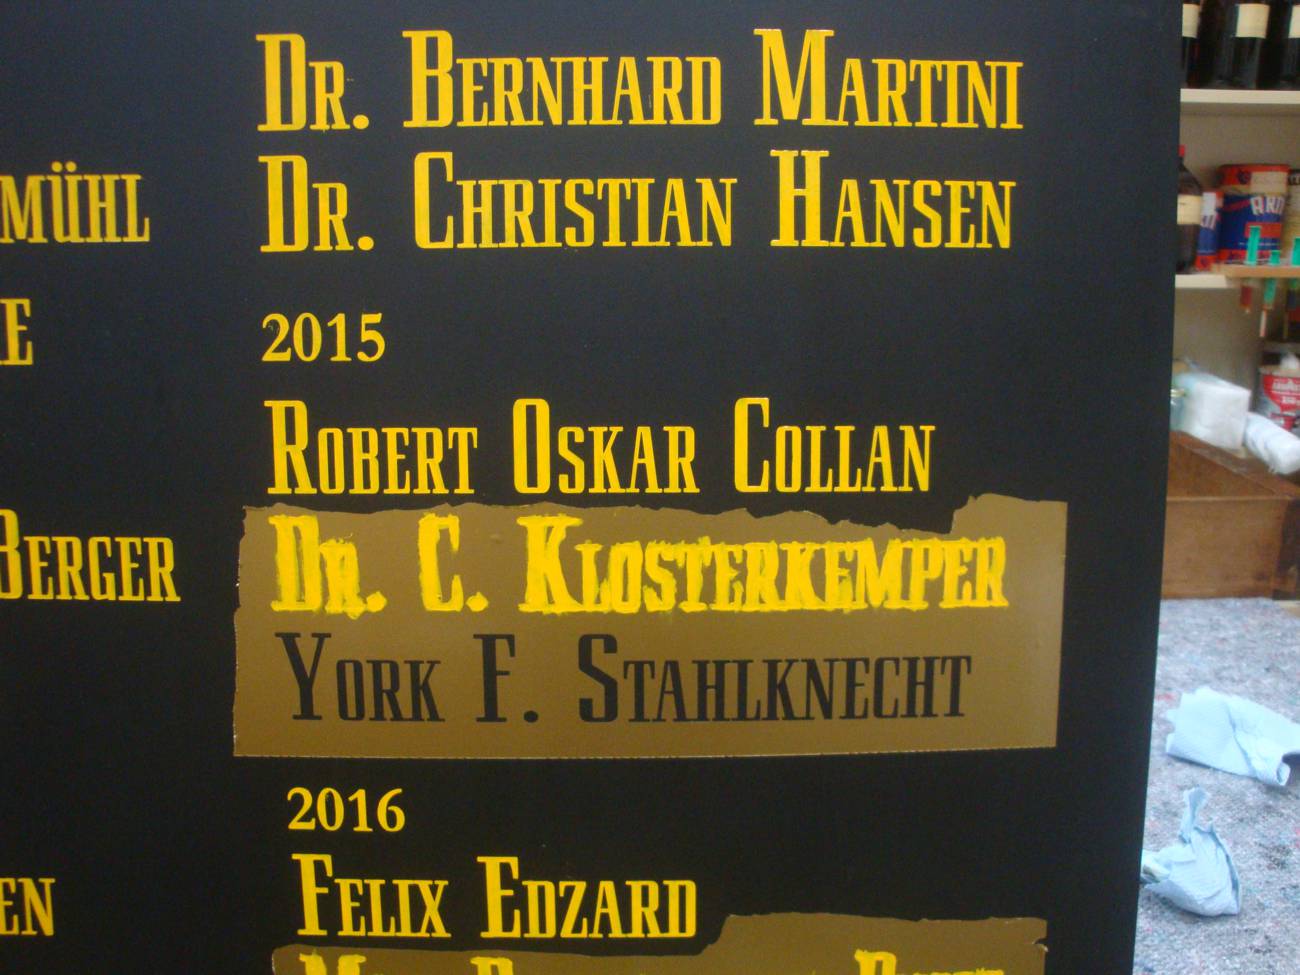 MÜHL
E
BERGER
EN
DR. BERNHARD MARTINI
DR. CHRISTIAN HANSEN
2015
ROBERT OSKAR COLLAN
DR. C. KLOSTERKEMPER
YORK F. STAHLKNECHT
2016
FELIX EDZARD